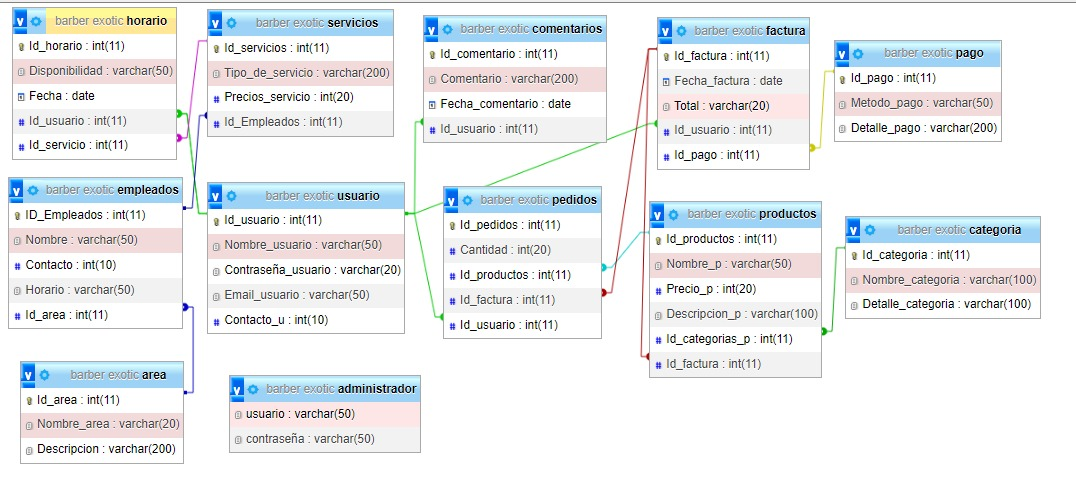 barber exotic horario
Id_horario : int(11)
Disponibilidad : varchar(50)
Fecha : date
Id_usuario : int(11)
Id_servicio : int(11)
barber exotic servicios
Id_servicios : int(11)
Tipo_de_servicio : varchar(200)
Precios_servicio : int(20)
Id_Empleados : int(11)
barber exotic comentarios
Id_comentario : int(11)
Comentario : varchar(200)
Fecha_comentario : date
Id_usuario : int(11)
barber exotic factura
Id_factura : int(11)
Fecha_factura : date
Total : varchar(20)
Id_usuario : int(11)
Id_pago : int(11)
barber exotic pago
Id_pago : int(11)
Metodo_pago : varchar(50)
Detalle_pago : varchar(200)
barber exotic empleados
ID_Empleados : int(11)
Nombre : varchar(50)
Contacto : int(10)
Horario : varchar(50)
Id_area : int(11)
barber exotic usuario
Id_usuario : int(11)
Nombre_usuario : varchar(50)
Contraseña_usuario : varchar(20)
Email_usuario : varchar(50)
Contacto_u : int(10)
barber exotic pedidos
Id_pedidos : int(11)
Cantidad : int(20)
Id_productos : int(11)
Id_factura : int(11)
Id_usuario : int(11)
barber exotic productos
Id_productos : int(11)
Nombre_p : varchar(50)
Precio_p : int(20)
Descripcion_p : varchar(100)
Id_categorias_p : int(11)
Id_factura : int(11)
barber exotic categoria
Id_categoria : int(11)
Nombre_categoria : varchar(100)
Detalle_categoria : varchar(100)
barber exotic area
Id_area : int(11)
Nombre_area : varchar(20)
Descripcion : varchar(200)
barber exotic administrador
usuario : varchar(50)
contraseña : varchar(50)